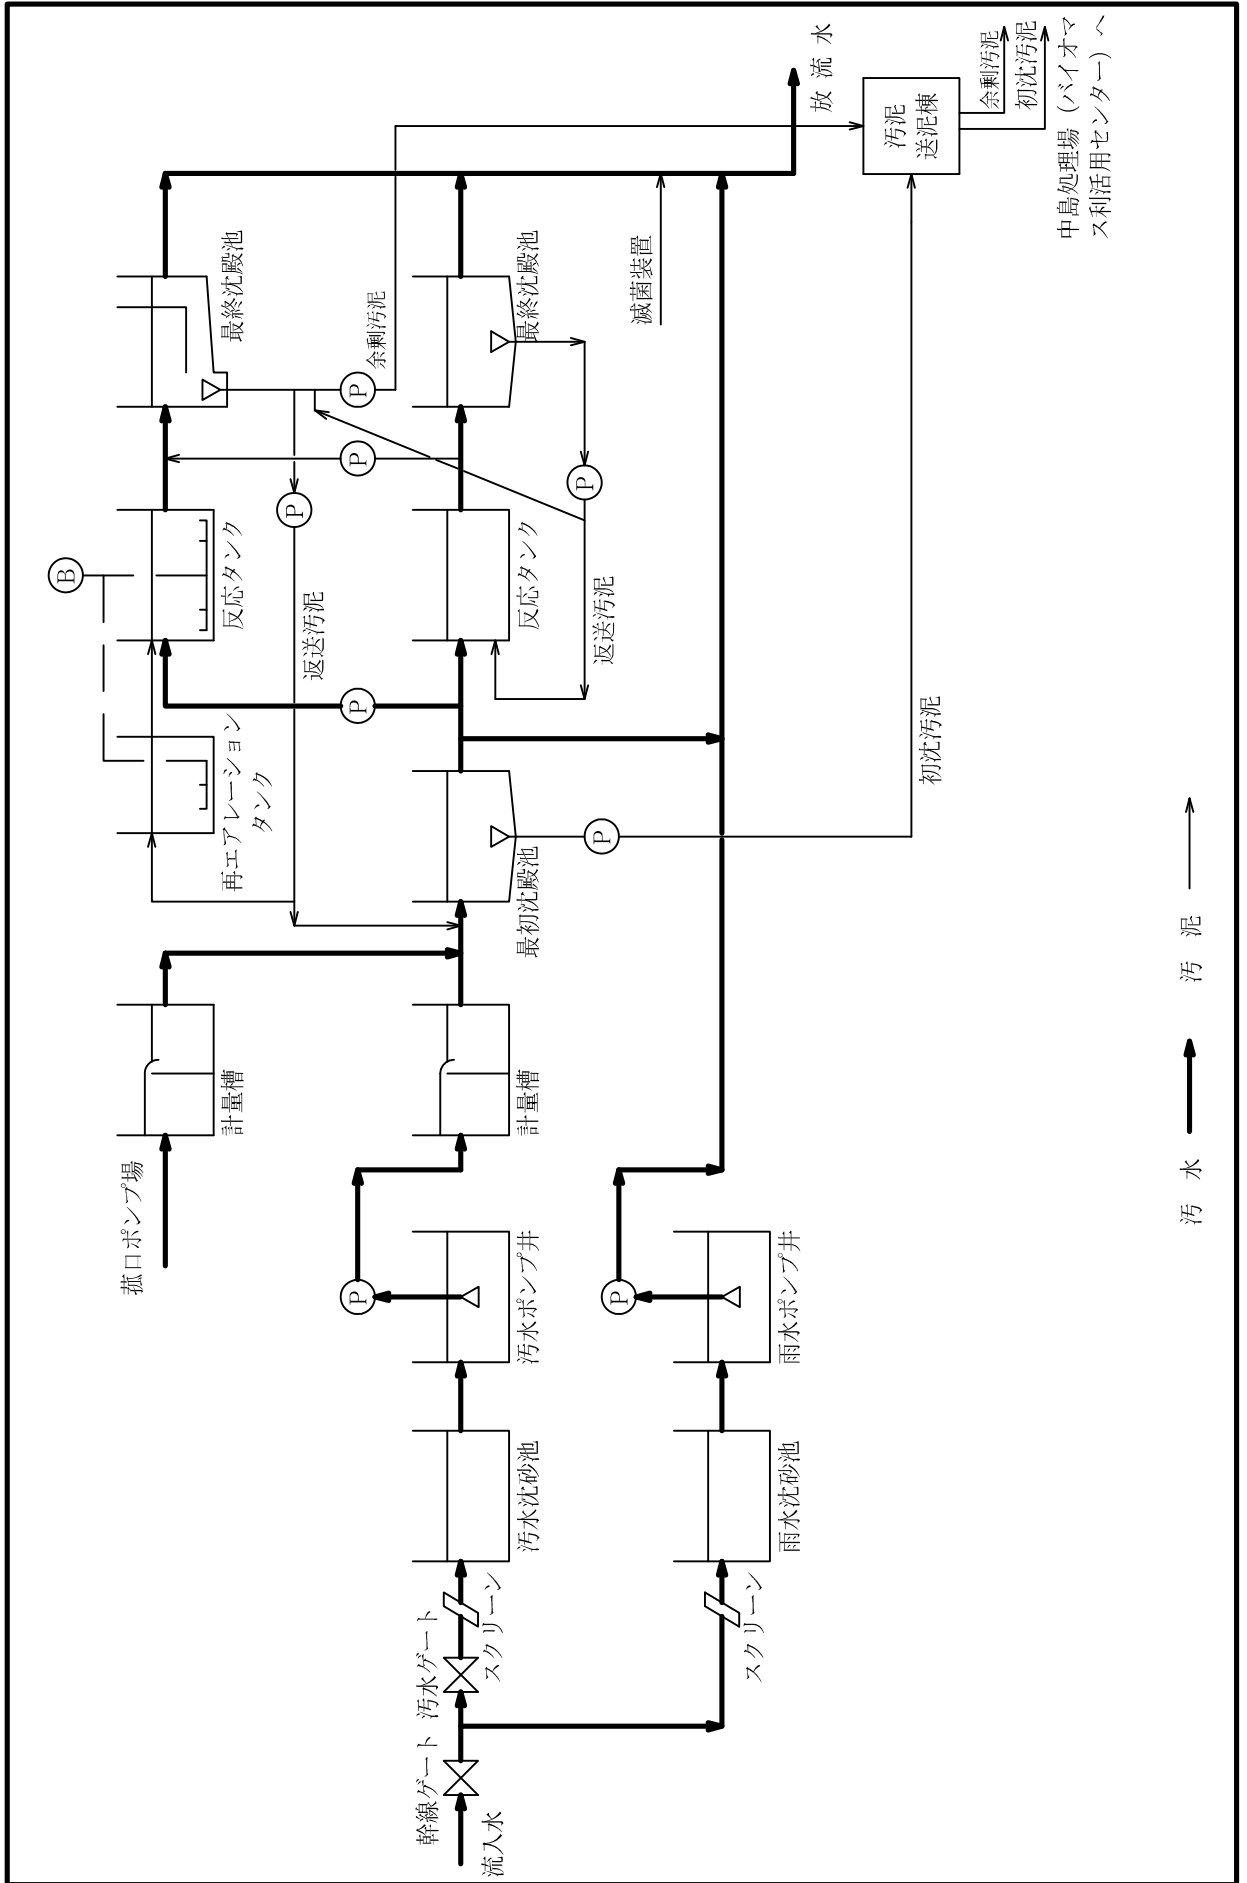 流入水
幹線ゲート
汚水ゲート
スクリーン
汚水沈砂池
汚水ポンプ井
P
スクリーン
雨水沈砂池
雨水ポンプ井
P
菰口ポンプ場
計量槽
計量槽
最初沈殿池
P
初沈汚泥
再エアレーション
タンク
B
反応タンク
P
返送汚泥
P
反応タンク
P
返送汚泥
P
最終沈殿池
P
余剰汚泥
最終沈殿池
滅菌装置
放流水
汚泥
送泥棟
余剰汚泥
初沈汚泥
中島処理場（バイオマ
ス利活用センター）へ
汚 水
汚 泥